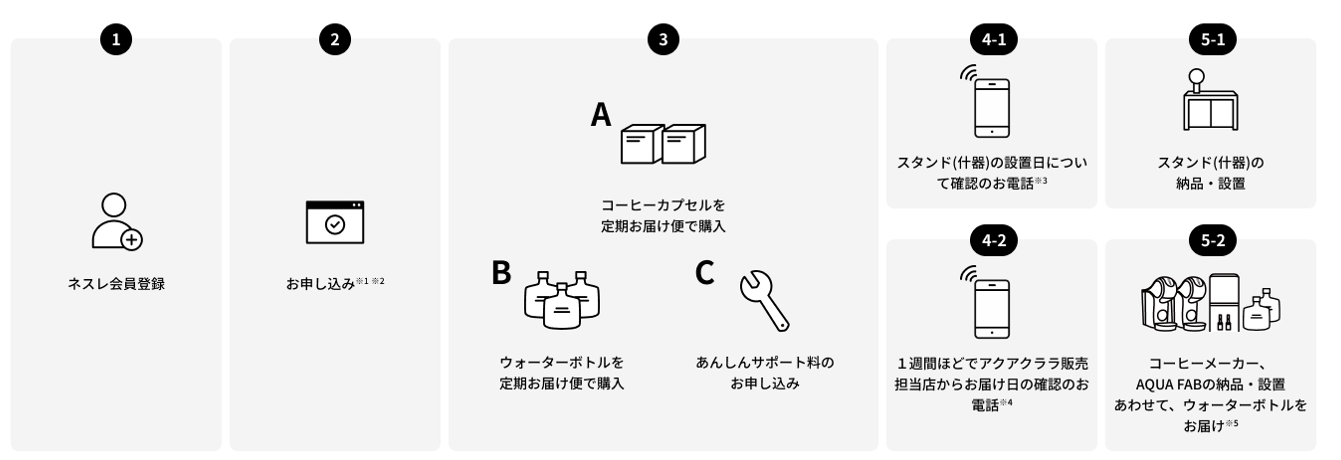 1
ネスレ会員登録
2
お申し込み※1 ※2
3
A
コーヒーカプセルを
定期お届け便で購入
B
ウォーターボトルを
定期お届け便で購入
C
あんしんサポート料の
お申し込み
4-1
スタンド(什器)の設置日につい
て確認のお電話※3
4-2
１週間ほどでアクアクララ販売
担当店からお届け日の確認のお
電話※4
5-1
スタンド(什器)の
納品・設置
5-2
コーヒーメーカー、
AQUA FABの納品・設置
あわせて、ウォーターボトルを
お届け※5